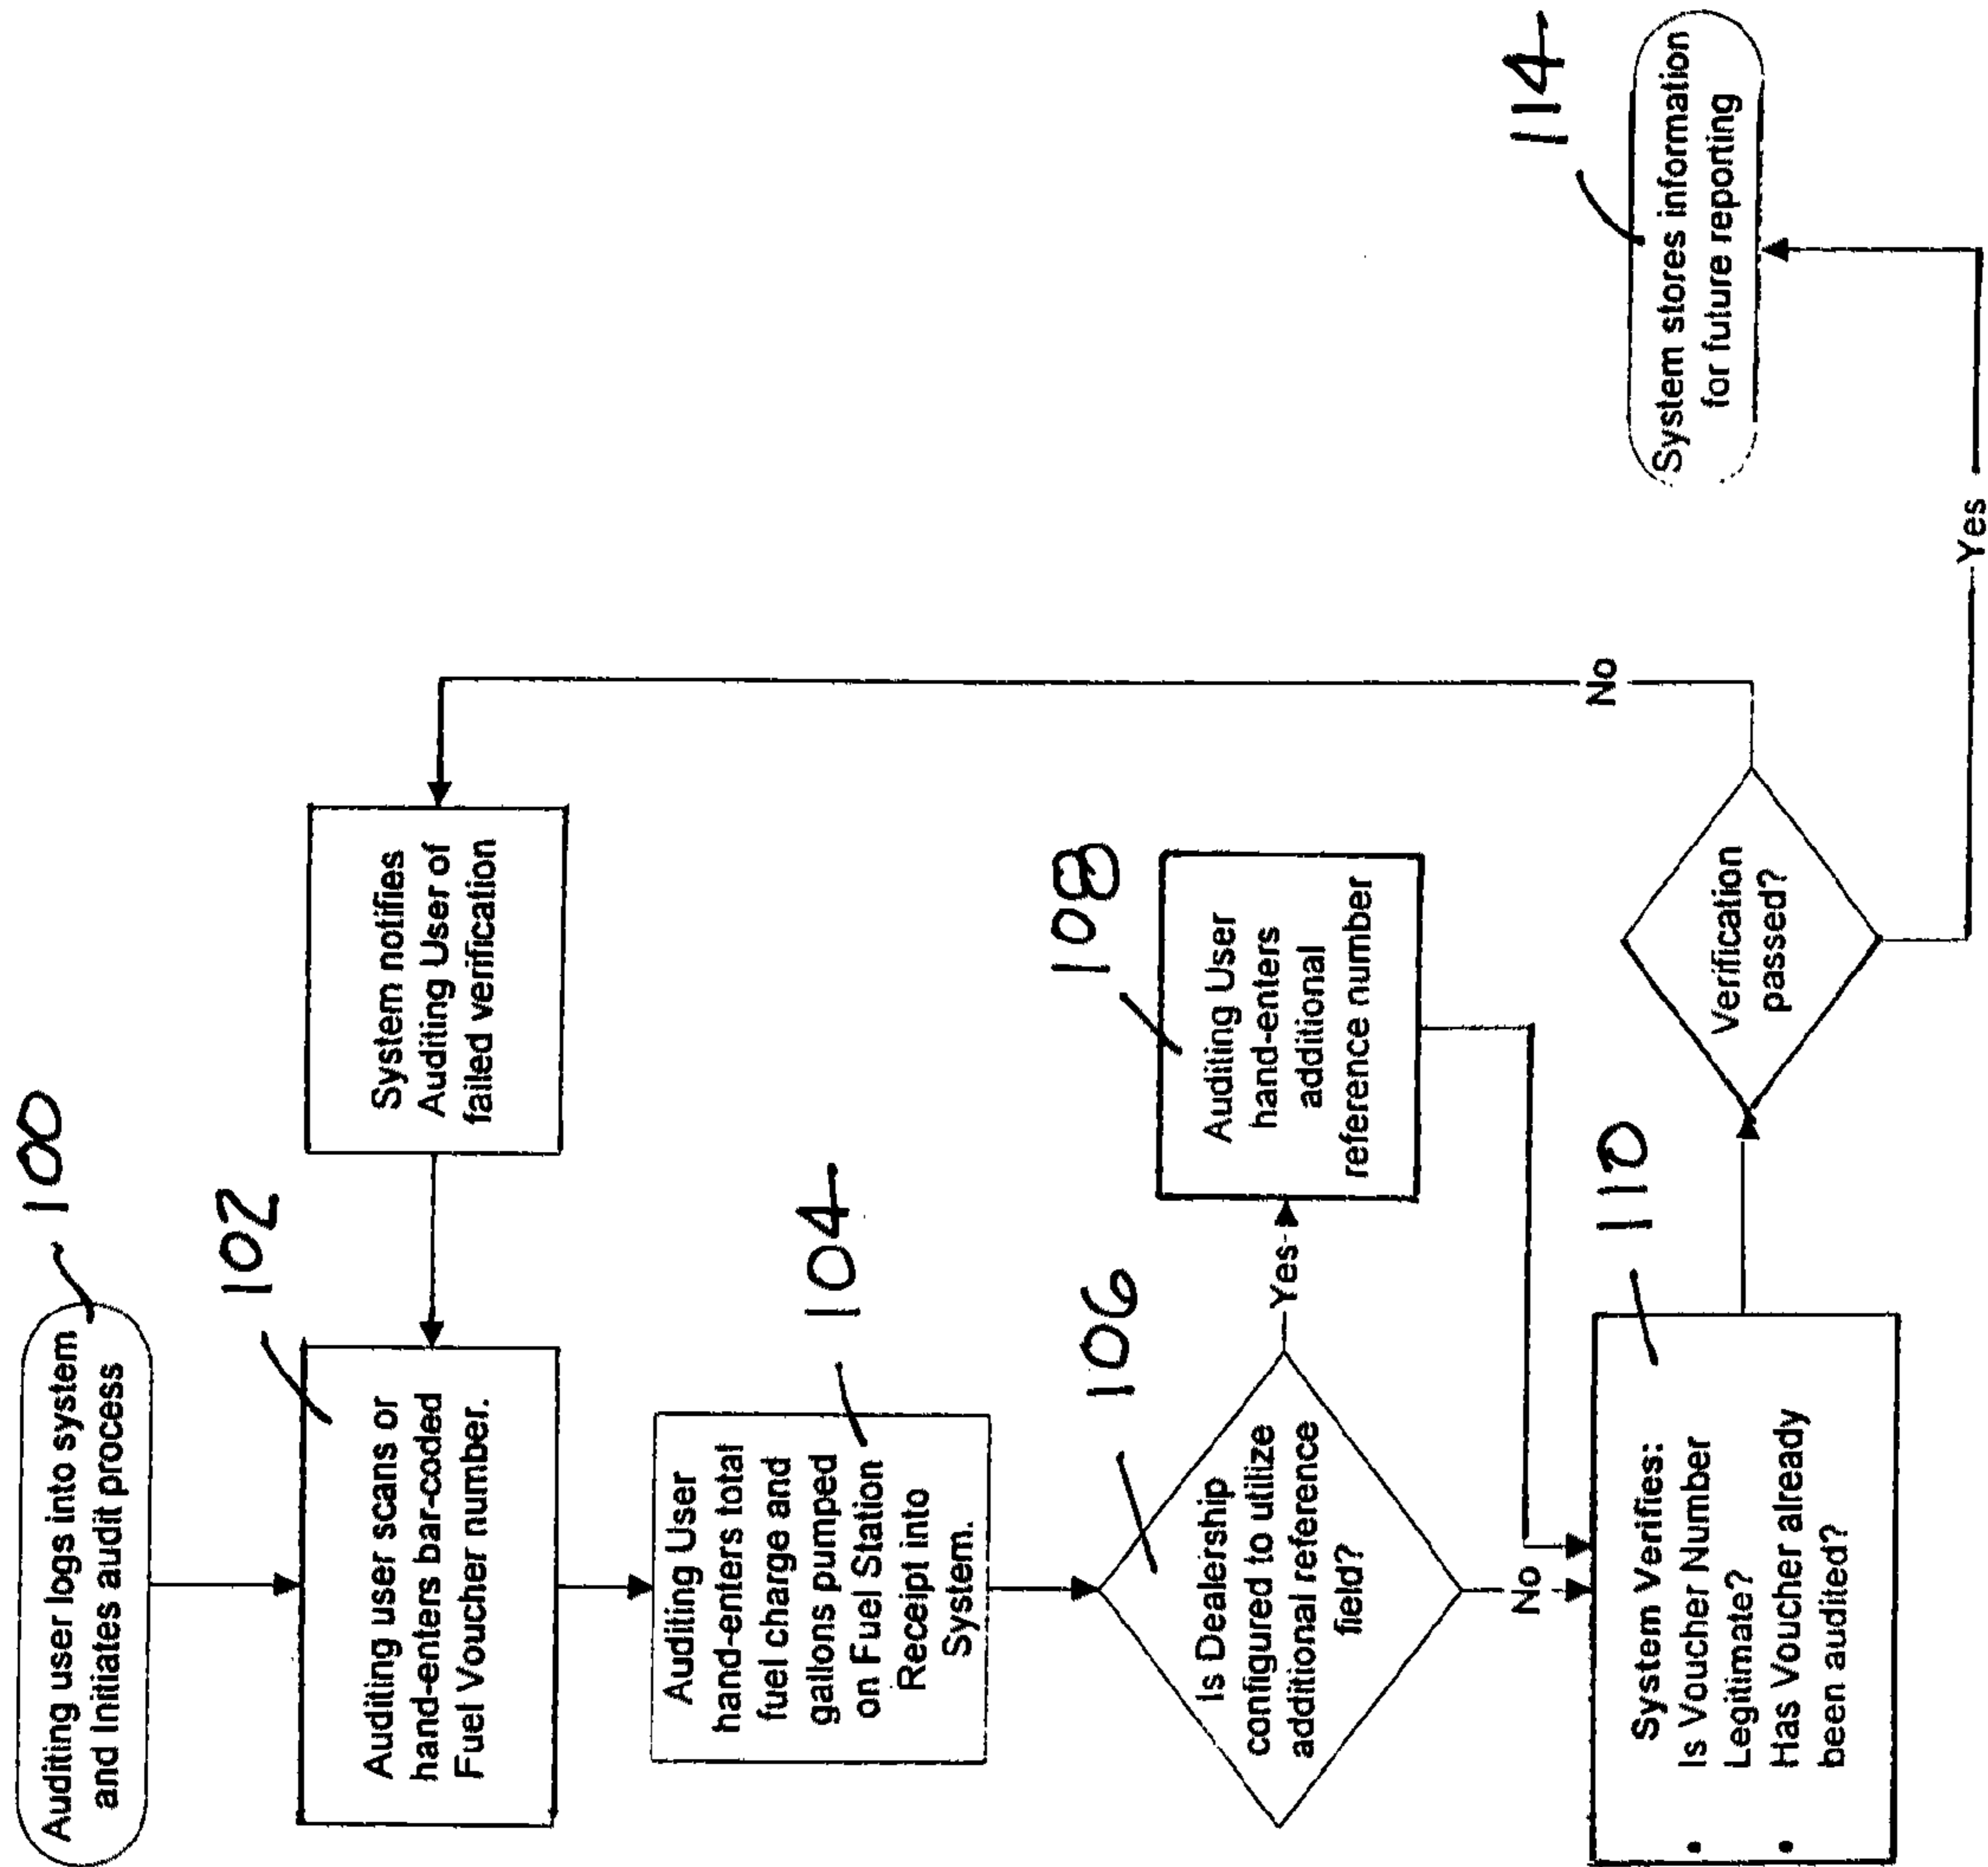 Auditing user logs into system
and Initiates audit process
100
102
Auditing user scans or
hand-enters bar-coded
Fuel Voucher number.
System notifies
Auditing User of
failed verification
104
Auditing User
hand-enters total
fuel charge and
gallons pumped
on Fuel Station
Receipt into
System.
106
Is Dealership
configured to utilize
additional reference
field?
Yes
108
Auditing User
hand-enters
additional
reference number
No
110
System Verifies:
• Is Voucher Number
Legitimate?
• Has Voucher already
been audited?
Verification
passed?
No
Yes
114
System stores information
for future reporting